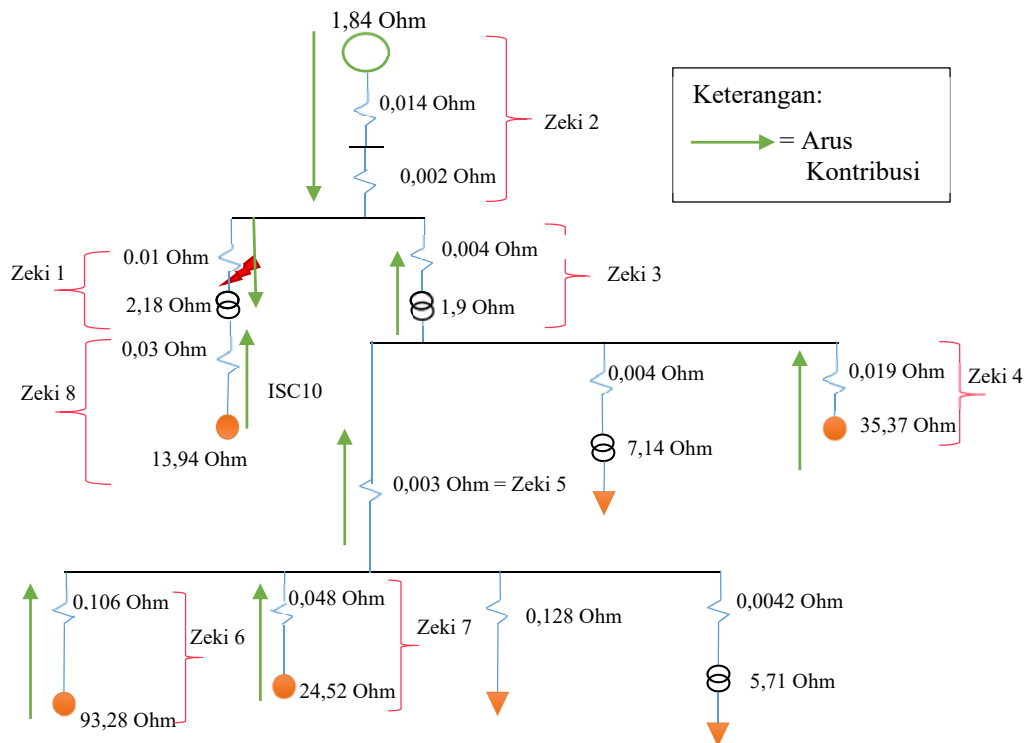 1,84 Ohm
0,014 Ohm
Zeki 2
0,002 Ohm
Keterangan:
= Arus
Kontribusi
0.01 Ohm
Zeki 1
2,18 Ohm
0,004 Ohm
Zeki 3
1,9 Ohm
0,03 Ohm
Zeki 8
ISC10
13,94 Ohm
0,004 Ohm
7,14 Ohm
0,019 Ohm
Zeki 4
35,37 Ohm
0,003 Ohm = Zeki 5
0,106 Ohm
Zeki 6
93,28 Ohm
0,048 Ohm
Zeki 7
24,52 Ohm
0,128 Ohm
0,0042 Ohm
5,71 Ohm